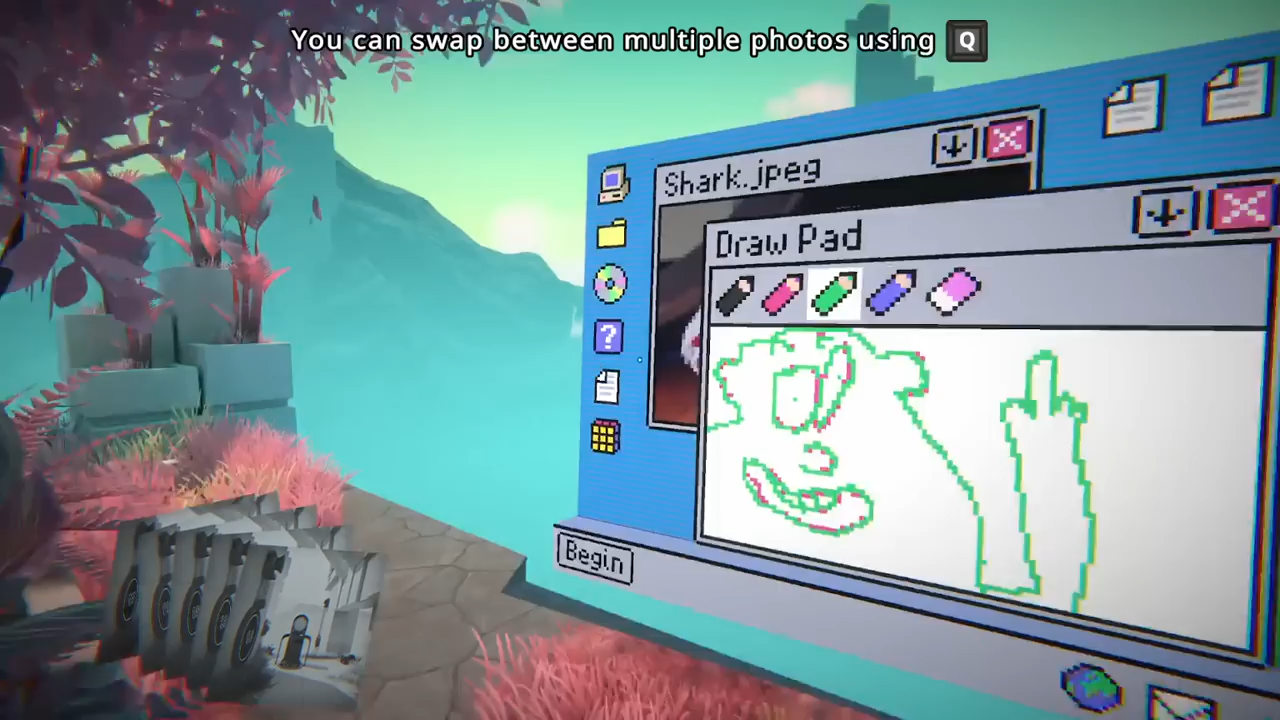 You can swap between multiple photos using Q
Shark.jpeg
Draw Pad
?
Begin